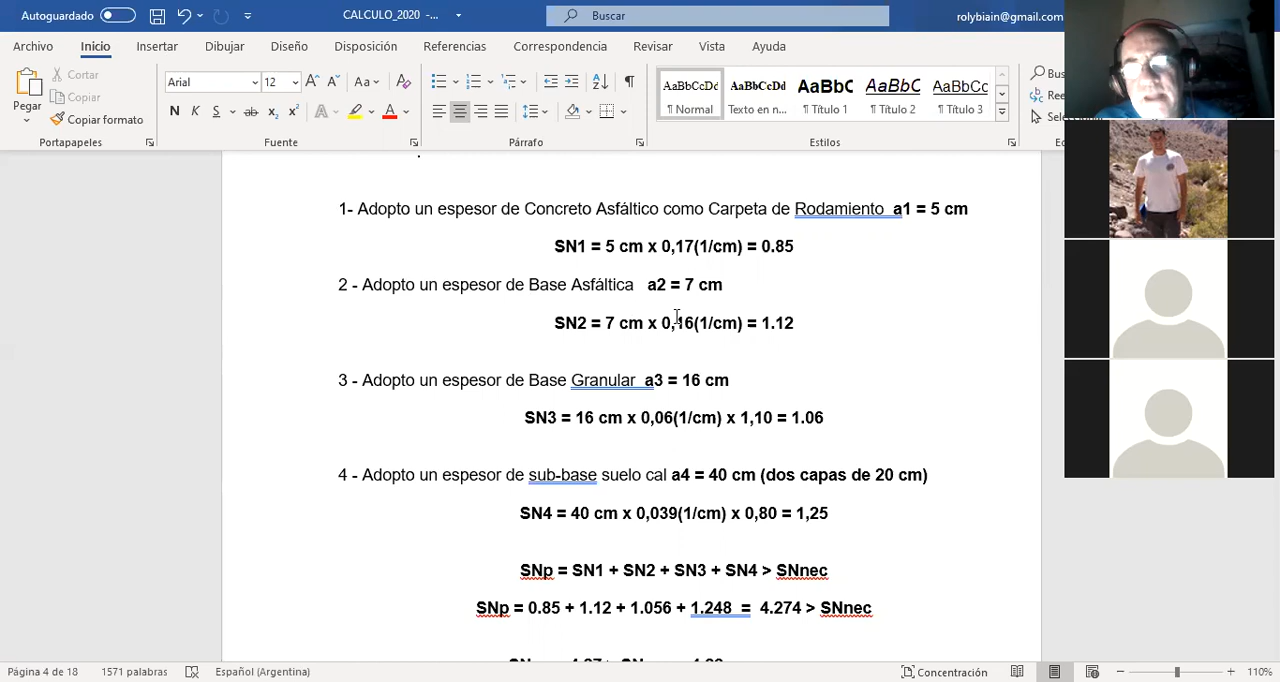 Autoguardado
CALCULO_2020 -...
Buscar
rolybiain@gmail.com
Archivo Inicio Insertar Dibujar Diseño Disposición Referencias Correspondencia Revisar Vista Ayuda
Pegar
Cortar
Copiar
Copiar formato
Portapapeles
Arial 12
Aa
N K S ab x2 x2
Fuente
Párrafo
AaBbCcDd
¶ Normal
AaBbCcDd
Texto en n...
AaBbC
¶ Título 1
AaBbC
¶ Título 2
AaBbCc
¶ Título 3
Estilos
1- Adopto un espesor de Concreto Asfáltico como Carpeta de Rodamiento a1 = 5 cm
SN1 = 5 cm x 0,17(1/cm) = 0.85
2 - Adopto un espesor de Base Asfáltica a2 = 7 cm
SN2 = 7 cm x 0,16(1/cm) = 1.12
3 - Adopto un espesor de Base Granular a3 = 16 cm
SN3 = 16 cm x 0,06(1/cm) x 1,10 = 1.06
4 - Adopto un espesor de sub-base suelo cal a4 = 40 cm (dos capas de 20 cm)
SN4 = 40 cm x 0,039(1/cm) x 0,80 = 1,25
SNp = SN1 + SN2 + SN3 + SN4 > SNnec
SNp = 0.85 + 1.12 + 1.056 + 1.248 = 4.274 > SNnec
Página 4 de 18 1571 palabras Español (Argentina) Concentración 110%